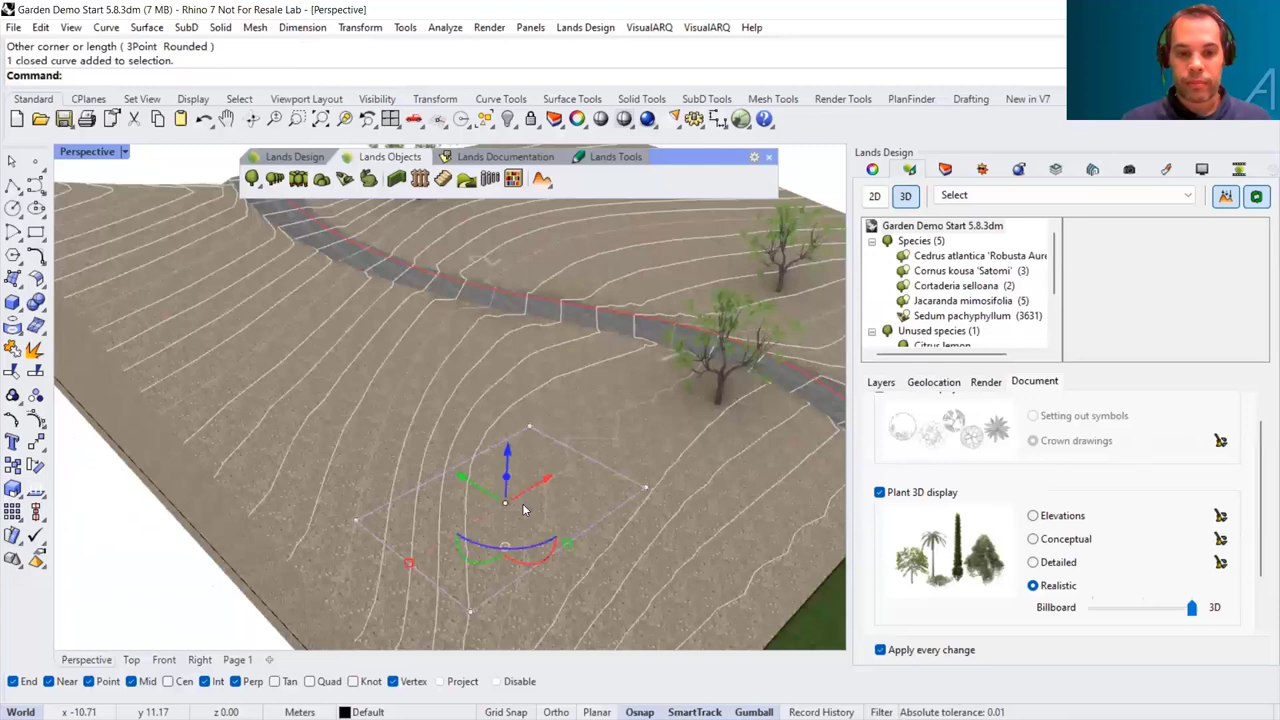 Garden Demo Start 5.8.3dm (7 MB) - Rhino 7 Not For Resale Lab - [Perspective]
File Edit View Curve Surface SubD Solid Mesh Dimension Transform Tools Analyze Render Panels Lands Design VisualARQ VisualARQ Help
Other corner or length ( 3Point Rounded )
1 closed curve added to selection.
Command:
Standard CPlanes Set View Display Select Viewport Layout Visibility Transform Curve Tools Surface Tools Solid Tools SubD Tools Mesh Tools Render Tools PlanFinder Drafting New in V7
Perspective
Lands Design Lands Objects Lands Documentation Lands Tools
Lands Design
2D 3D Select
Garden Demo Start 5.8.3dm
Species (5)
Cedrus atlantica 'Robusta Aure
Cornus kousa 'Satomi' (3)
Cortaderia selloana (2)
Jacaranda mimosifolia (5)
Sedum pachyphyllum (3631)
Unused species (1)
Citrus lemon
Layers Geolocation Render Document
Setting out symbols
Crown drawings
Plant 3D display
Elevations
Conceptual
Detailed
Realistic
Billboard 3D
Apply every change
Perspective Top Front Right Page 1
End Near Point Mid Cen Int Perp Tan Quad Knot Vertex Project Disable
World x -10.71 y 11.17 z 0.00 Meters Default Grid Snap Ortho Planar Osnap SmartTrack Gumball Record History Filter Absolute tolerance: 0.01